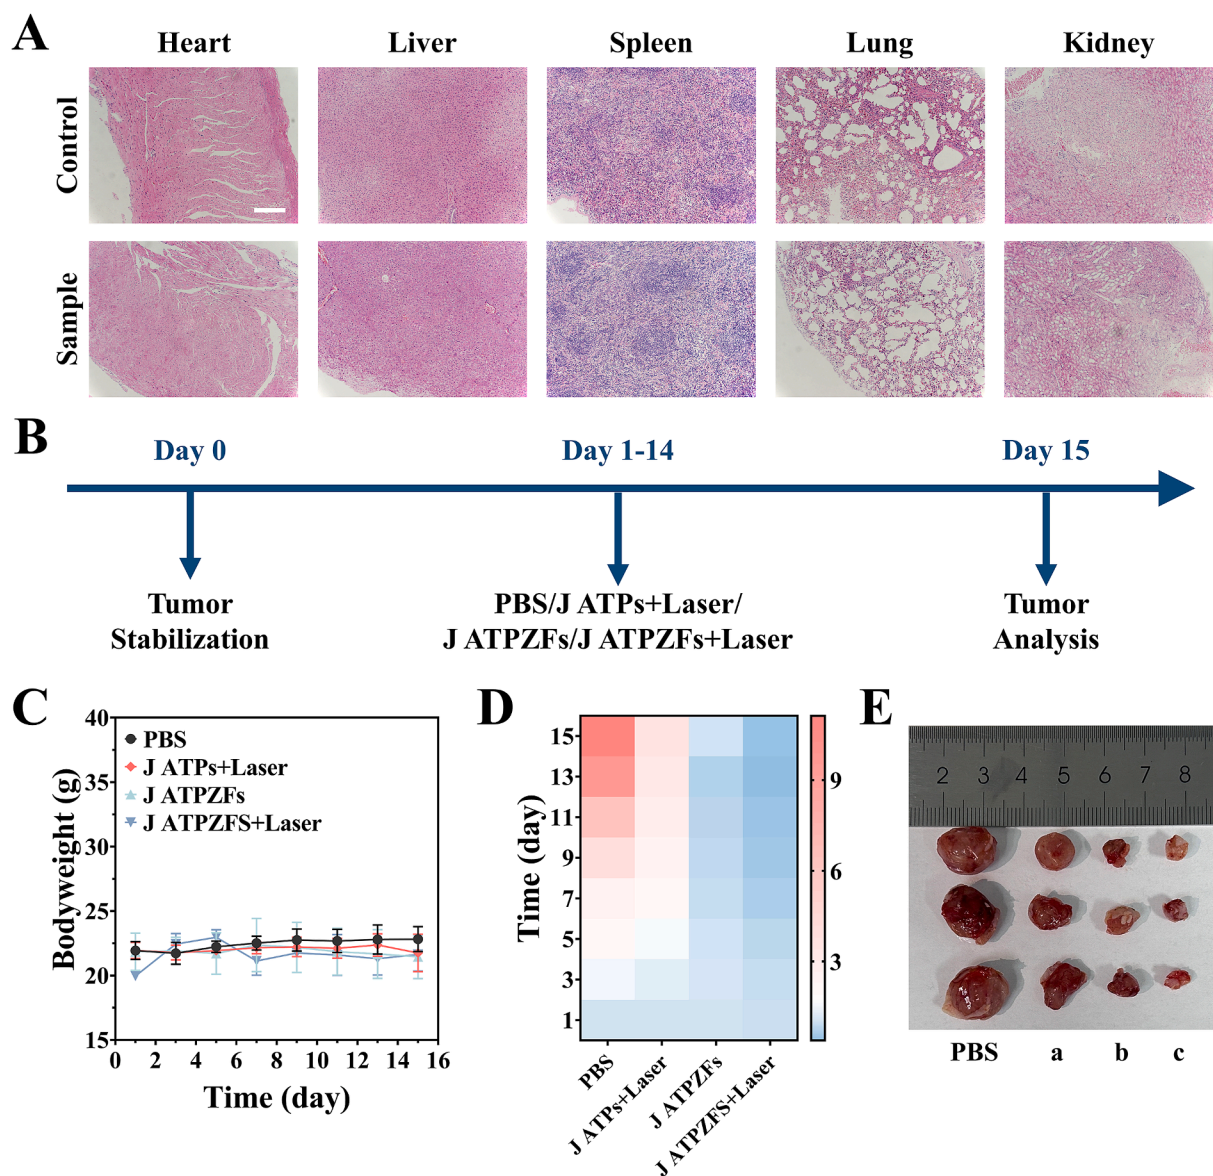 A
Heart Liver Spleen Lung Kidney
Control
Sample
B
Day 0 Day 1-14 Day 15
Tumor
Stabilization
PBS/J ATPs+Laser/
J ATPZFs/J ATPZFs+Laser
Tumor
Analysis
C
Bodyweight (g)
40
35
30
25
20
15
PBS
J ATPs+Laser
J ATPZFs
J ATPZFS+Laser
0 2 4 6 8 10 12 14 16
Time (day)
D
Time (day)
15
13
11
9
7
5
3
1
PBS
J ATPs+Laser
J ATPZFs
J ATPZFS+Laser
9
6
3
E
2 3 4 5 6 7 8
PBS a b c